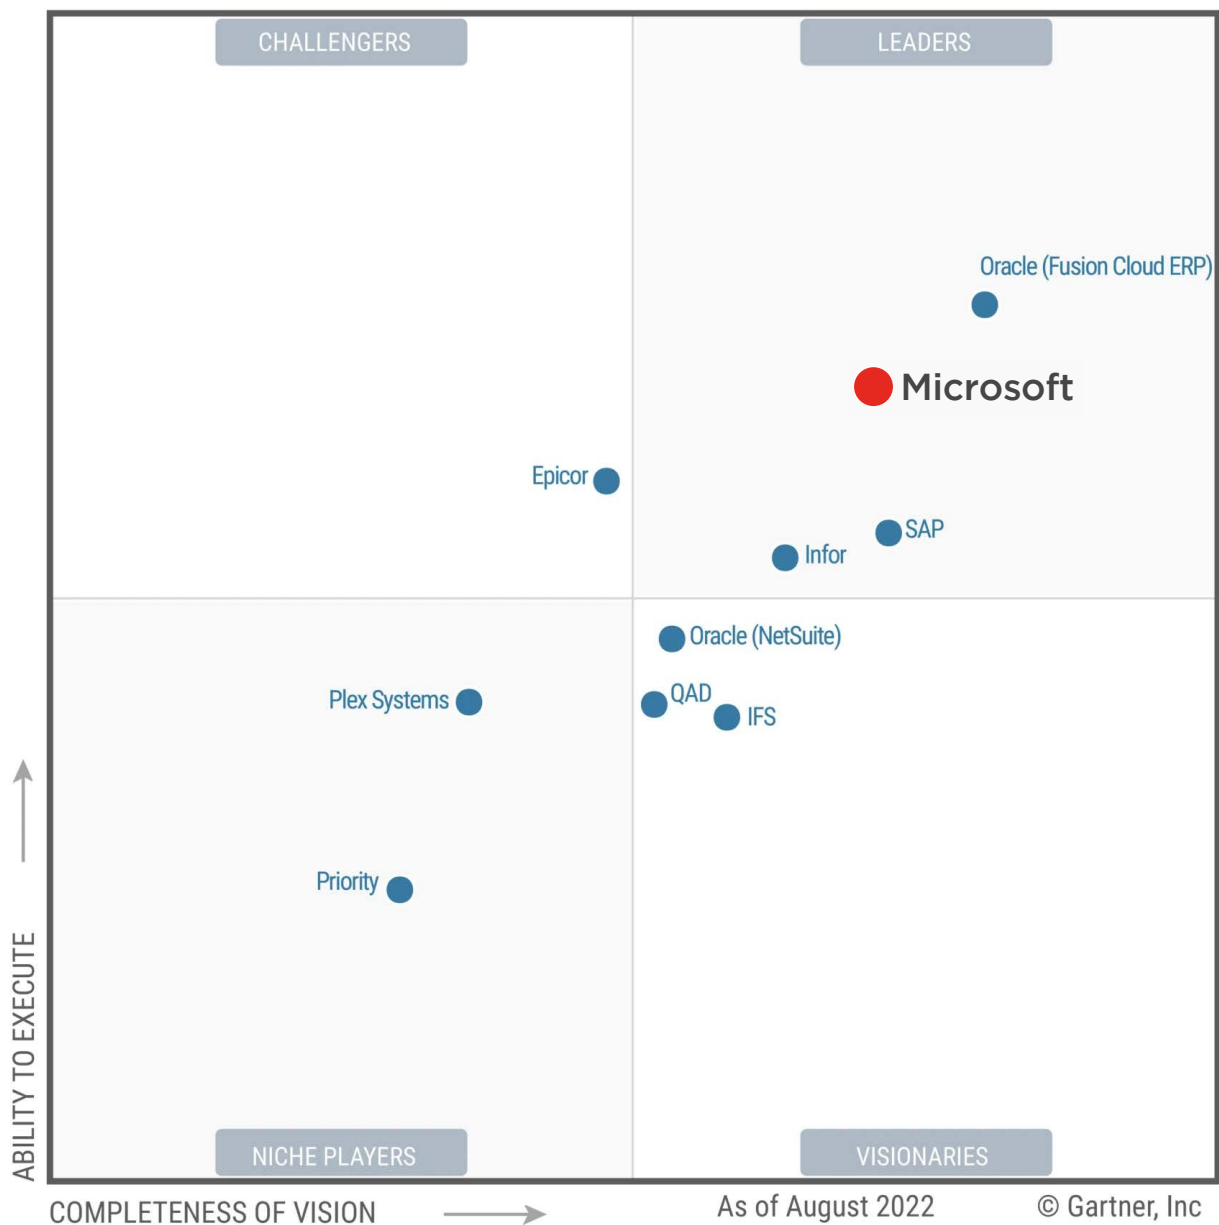 CHALLENGERS
LEADERS
Oracle (Fusion Cloud ERP)
Microsoft
Epicor
SAP
Infor
Oracle (NetSuite)
QAD
IFS
Plex Systems
Priority
ABILITY TO EXECUTE
NICHE PLAYERS
VISIONARIES
COMPLETENESS OF VISION
As of August 2022
© Gartner, Inc